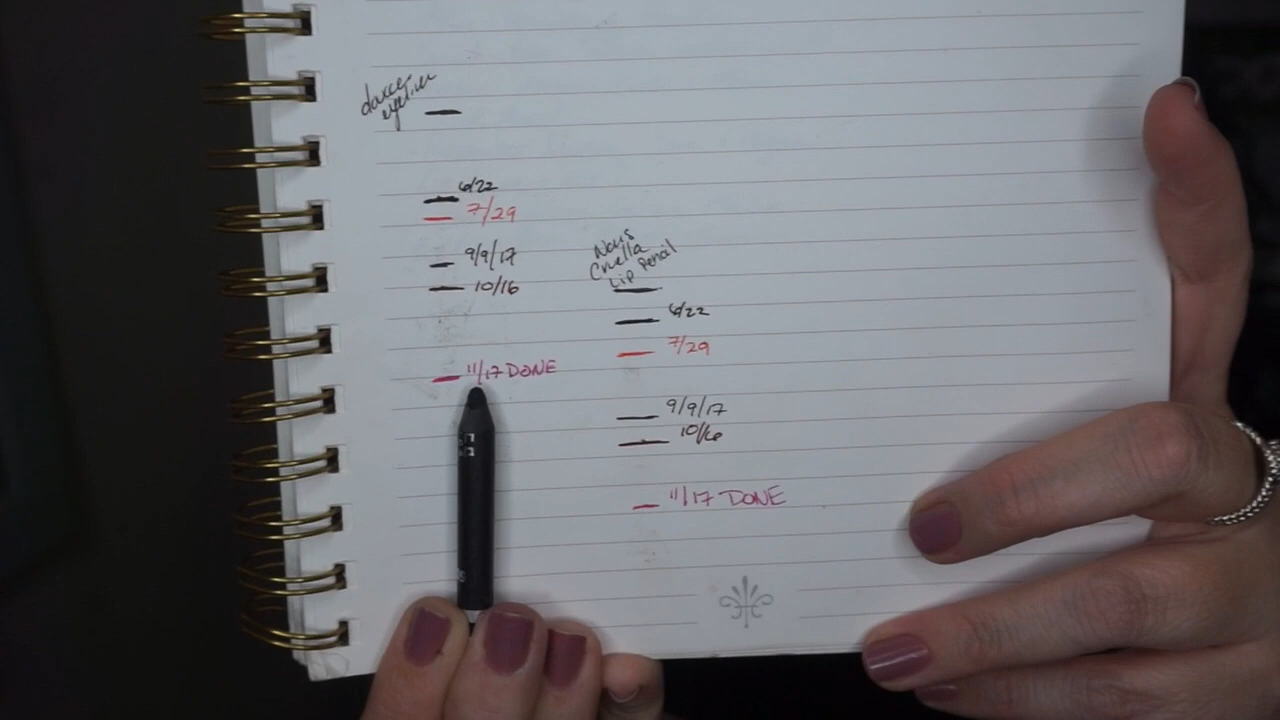 eyeliner
6/22
7/29
9/9/17
10/16
11/17 DONE
Nars
Cruella
Lip Pencil
6/22
7/29
9/9/17
10/16
11/17 DONE